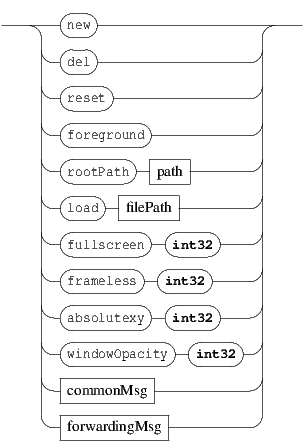 new
del
reset
foreground
rootPath path
load filePath
fullscreen int32
frameless int32
absolutexy int32
windowOpacity int32
commonMsg
forwardingMsg